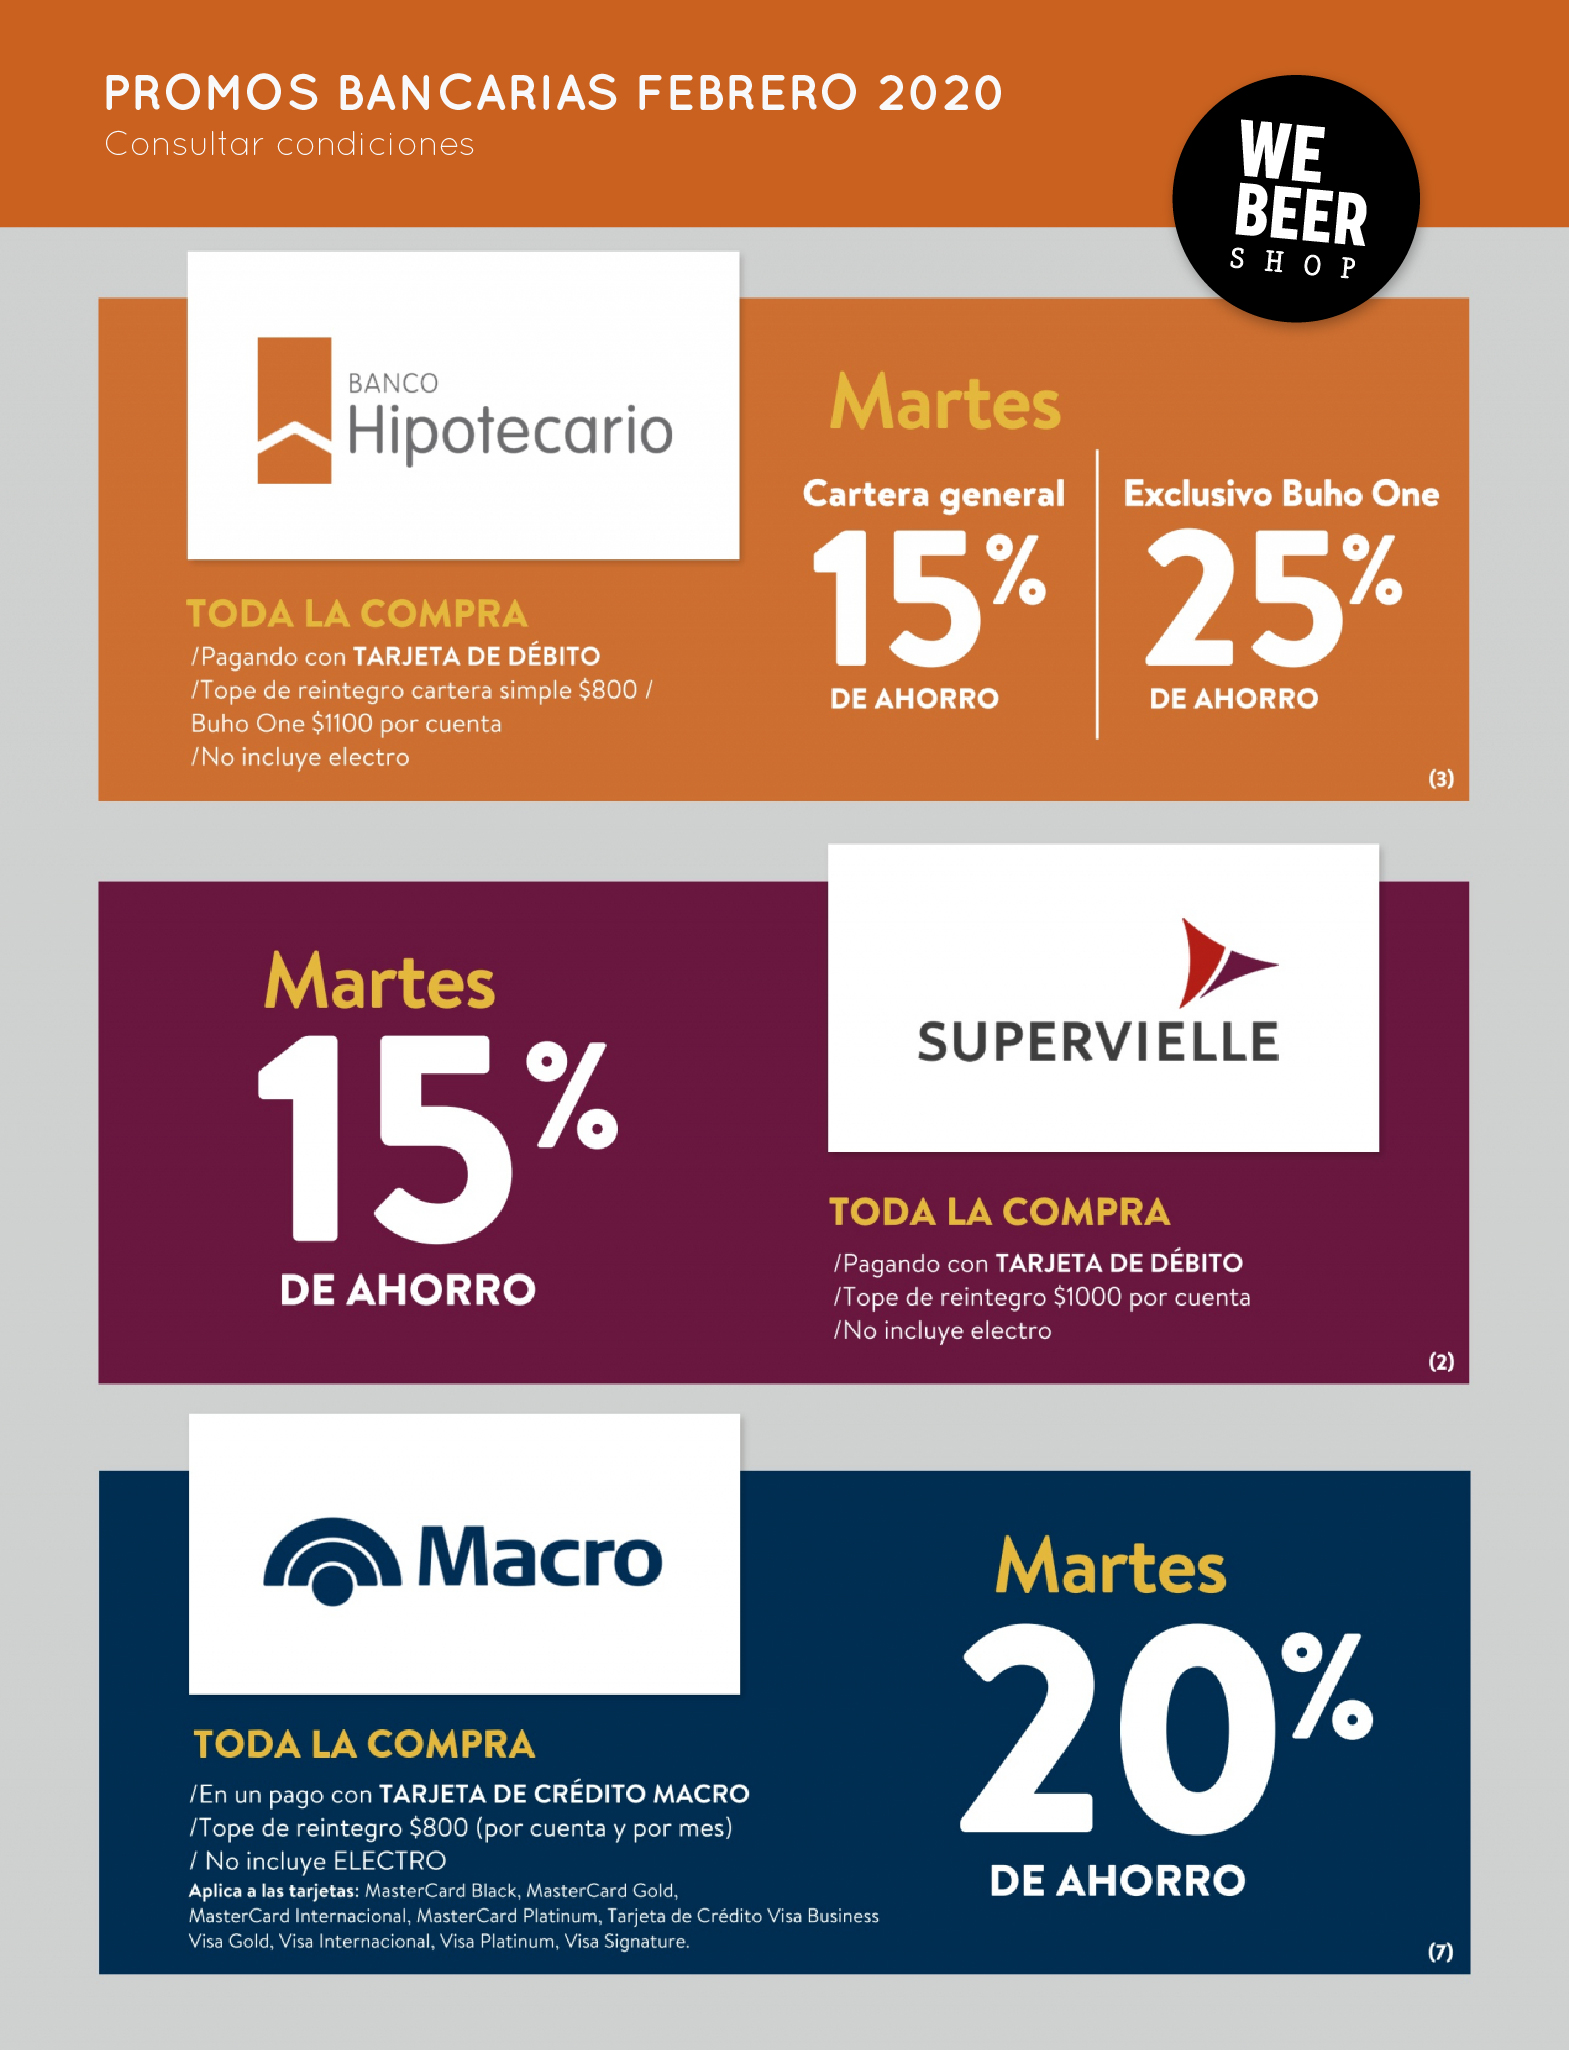 PROMOS BANCARIAS FEBRERO 2020
Consultar condiciones
WE
BEER
SHOP
BANCO
Hipotecario
TODA LA COMPRA
/Pagando con TARJETA DE DÉBITO
/Tope de reintegro cartera simple $800 /
Buho One $1100 por cuenta
/No incluye electro
Martes
Cartera general
15%
DE AHORRO
Exclusivo Buho One
25%
DE AHORRO
(3)
Martes
15%
DE AHORRO
SUPERVIELLE
TODA LA COMPRA
/Pagando con TARJETA DE DÉBITO
/Tope de reintegro $1000 por cuenta
/No incluye electro
(2)
Macro
TODA LA COMPRA
/En un pago con TARJETA DE CRÉDITO MACRO
/Tope de reintegro $800 (por cuenta y por mes)
/ No incluye ELECTRO
Aplica a las tarjetas: MasterCard Black, MasterCard Gold,
MasterCard Internacional, MasterCard Platinum, Tarjeta de Crédito Visa Business
Visa Gold, Visa Internacional, Visa Platinum, Visa Signature.
Martes
20%
DE AHORRO
(7)